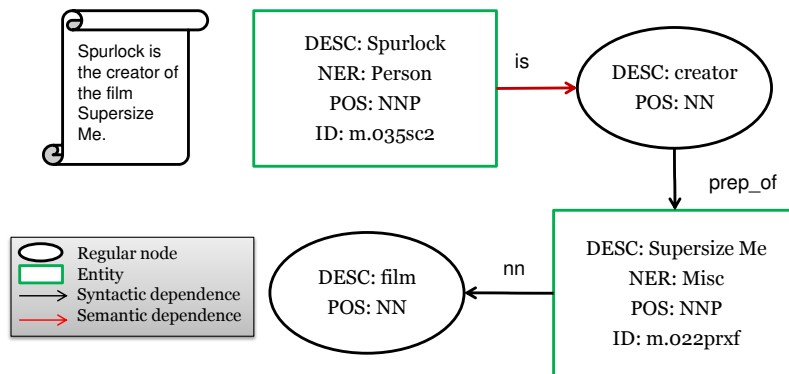 Spurlock is
the creator of
the film
Supersize
Me.
DESC: Spurlock
NER: Person
POS: NNP
ID: m.035sc2
is
DESC: creator
POS: NN
prep_of
DESC: Supersize Me
NER: Misc
POS: NNP
ID: m.022prxf
nn
DESC: film
POS: NN
Regular node
Entity
Syntactic dependence
Semantic dependence